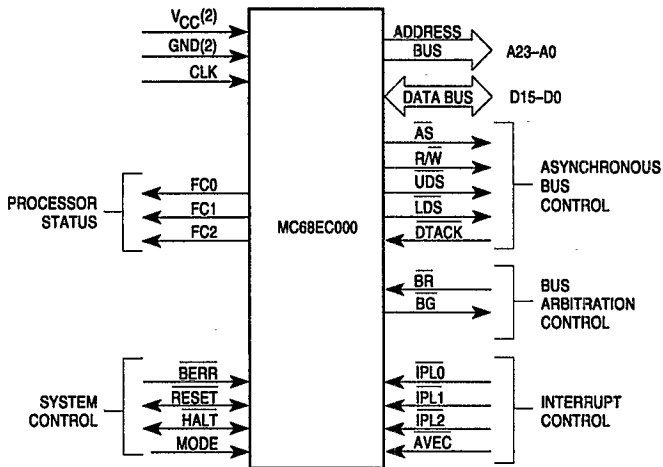 VCC(2)
GND(2)
CLK
ADDRESS
BUS
A23–A0
DATA BUS
D15–D0
AS
R/W
UDS
LDS
DTACK
ASYNCHRONOUS
BUS
CONTROL
PROCESSOR
STATUS
FC0
FC1
FC2
MC68EC000
BR
BG
BUS
ARBITRATION
CONTROL
SYSTEM
CONTROL
BERR
RESET
HALT
MODE
IPL0
IPL1
IPL2
AVEC
INTERRUPT
CONTROL